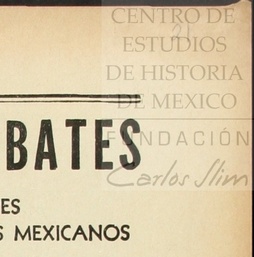 CENTRO DE
ESTUDIOS
DE HISTORIA
DE MEXICO
FUNDACIÓN
Carlos Slim
BATES
ES
S MEXICANOS